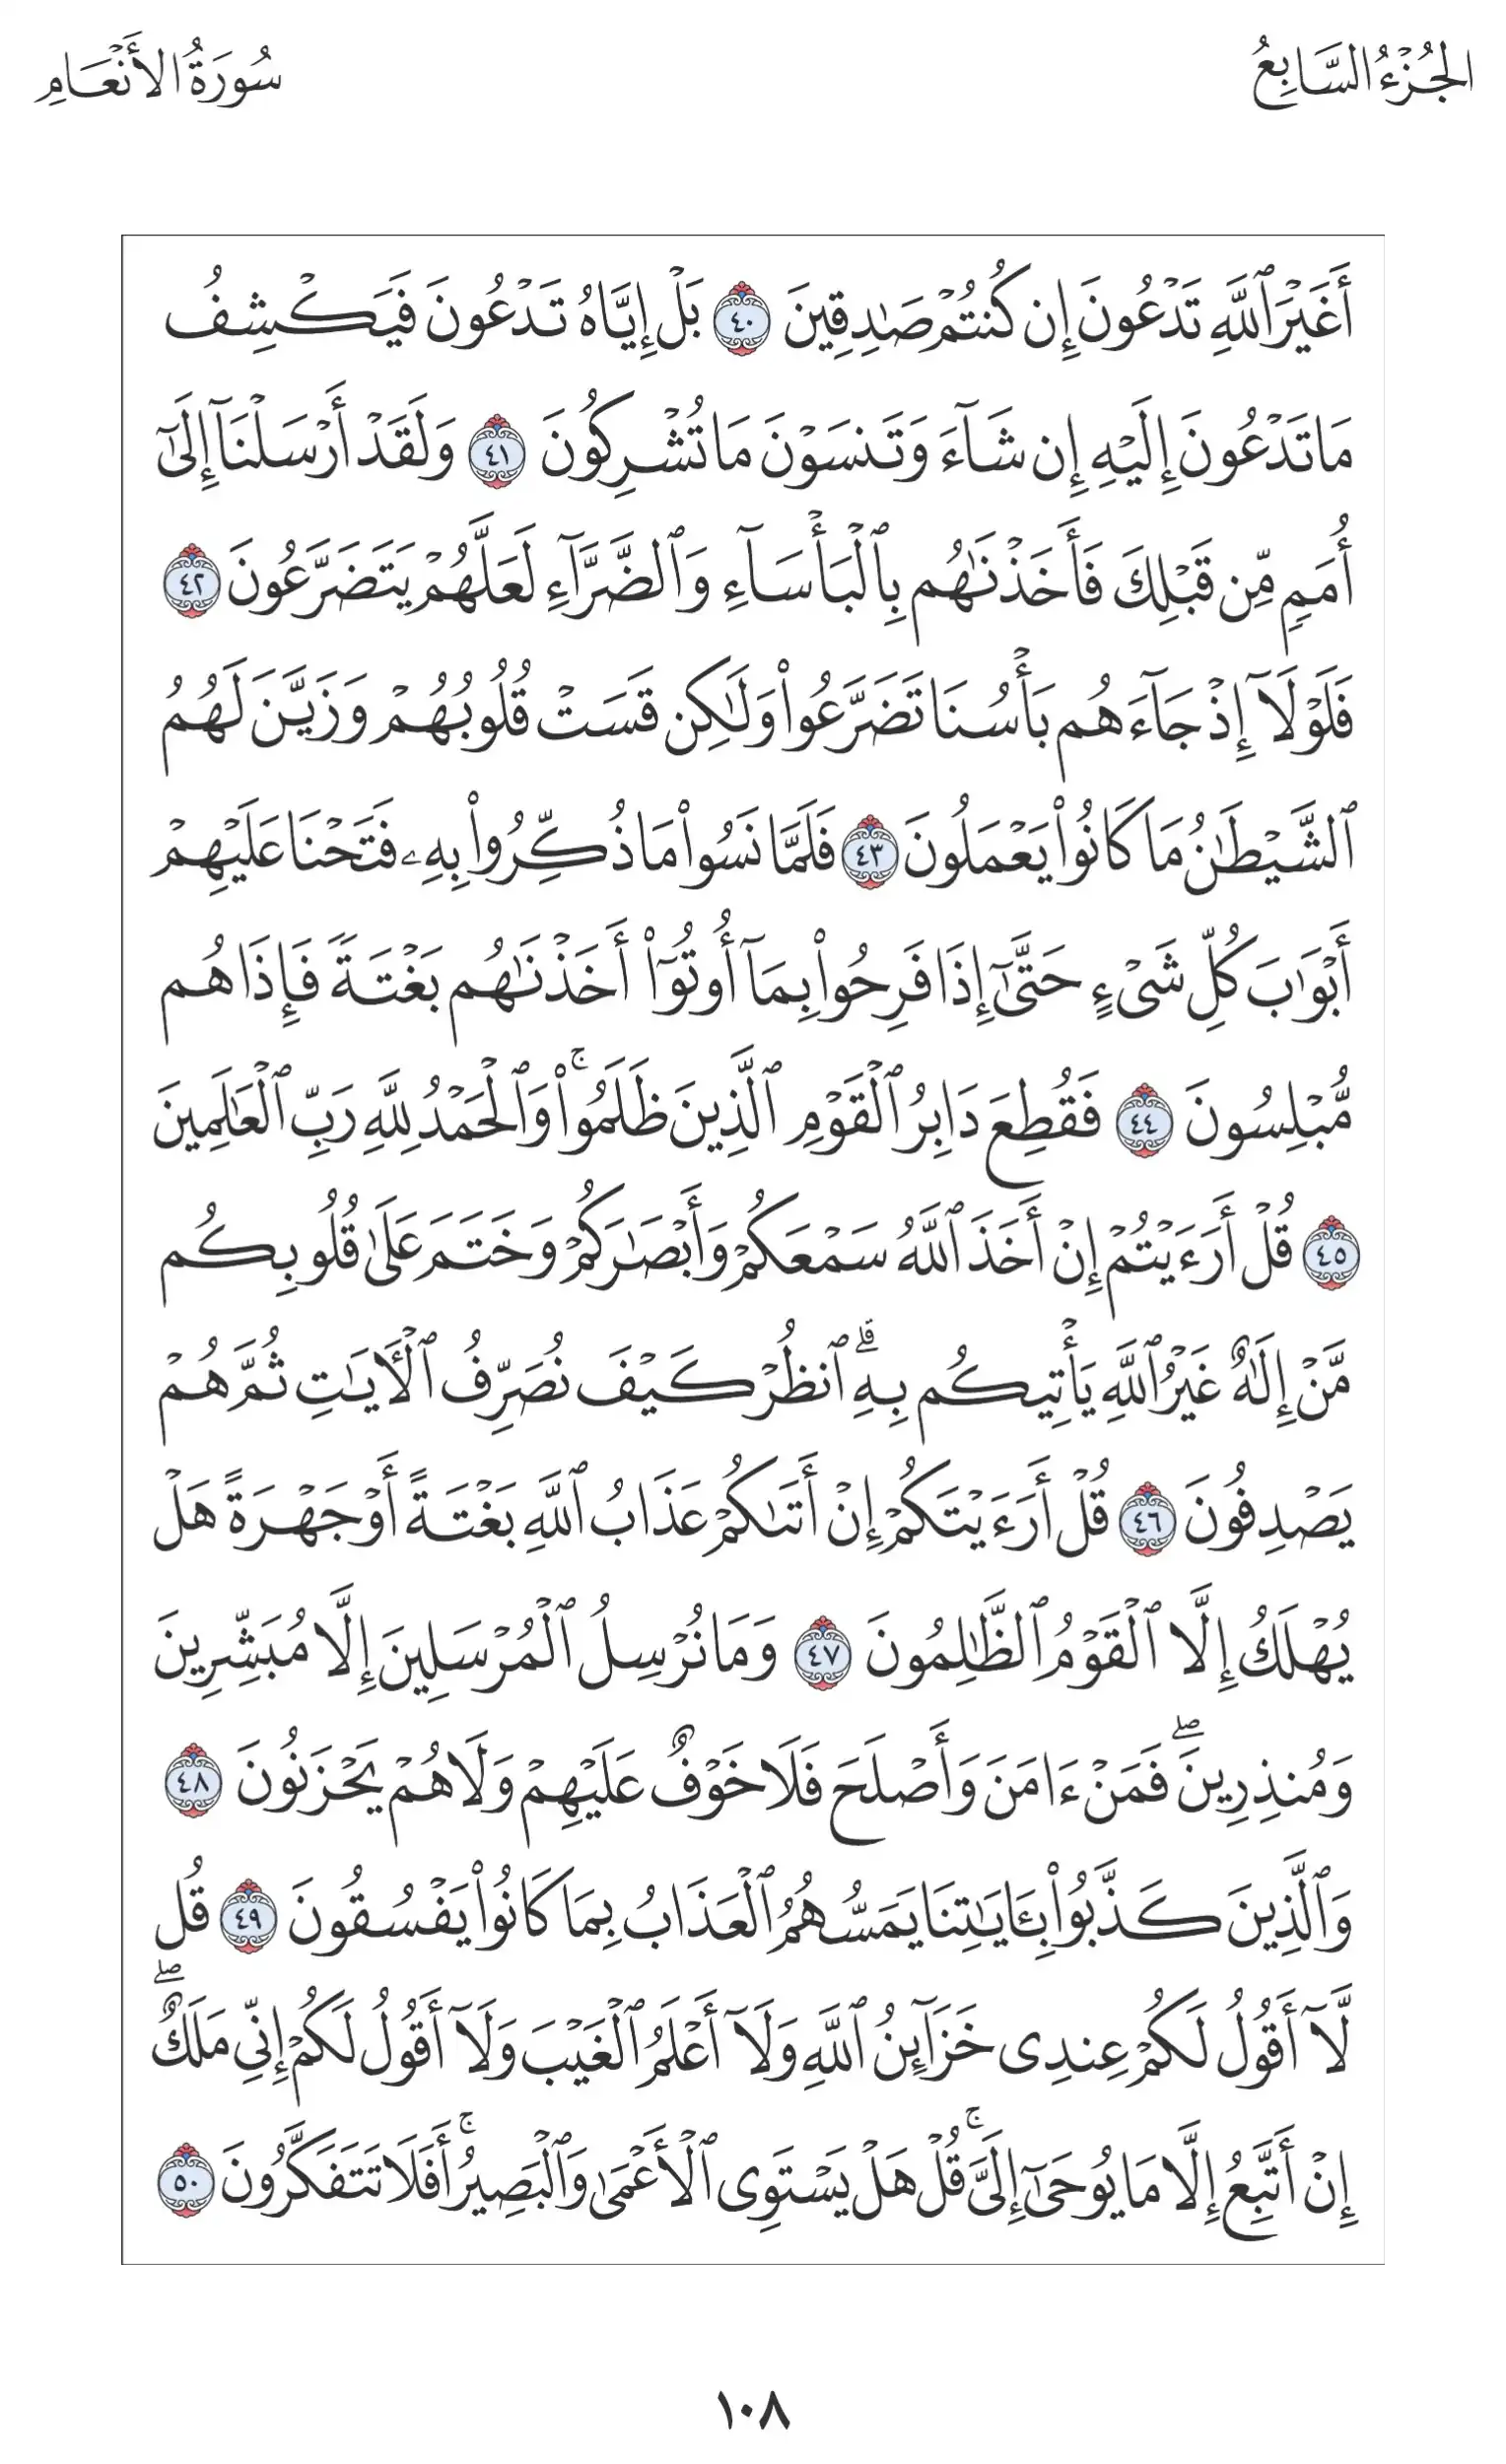 الجُزْءُ السَّابِعُ
سُورَةُ الأَنْعَامِ
أَغَيْرَ ٱللَّهِ تَدْعُونَ إِن كُنتُمْ صَٰدِقِينَ ٤٠ بَلْ إِيَّاهُ تَدْعُونَ فَيَكْشِفُ
مَا تَدْعُونَ إِلَيْهِ إِن شَآءَ وَتَنسَوْنَ مَا تُشْرِكُونَ ٤١ وَلَقَدْ أَرْسَلْنَآ إِلَىٰٓ
أُمَمٍ مِّن قَبْلِكَ فَأَخَذْنَٰهُم بِٱلْبَأْسَآءِ وَٱلضَّرَّآءِ لَعَلَّهُمْ يَتَضَرَّعُونَ ٤٢
فَلَوْلَآ إِذْ جَآءَهُم بَأْسُنَا تَضَرَّعُوا۟ وَلَٰكِن قَسَتْ قُلُوبُهُمْ وَزَيَّنَ لَهُمُ
ٱلشَّيْطَٰنُ مَا كَانُوا۟ يَعْمَلُونَ ٤٣ فَلَمَّا نَسُوا۟ مَا ذُكِّرُوا۟ بِهِۦ فَتَحْنَا عَلَيْهِمْ
أَبْوَٰبَ كُلِّ شَىْءٍ حَتَّىٰٓ إِذَا فَرِحُوا۟ بِمَآ أُوتُوٓا۟ أَخَذْنَٰهُم بَغْتَةً فَإِذَا هُم
مُّبْلِسُونَ ٤٤ فَقُطِعَ دَابِرُ ٱلْقَوْمِ ٱلَّذِينَ ظَلَمُوا۟ۚ وَٱلْحَمْدُ لِلَّهِ رَبِّ ٱلْعَٰلَمِينَ
٤٥ قُلْ أَرَءَيْتُمْ إِنْ أَخَذَ ٱللَّهُ سَمْعَكُمْ وَأَبْصَٰرَكُمْ وَخَتَمَ عَلَىٰ قُلُوبِكُم
مَّنْ إِلَٰهٌ غَيْرُ ٱللَّهِ يَأْتِيكُم بِهِۗ ٱنظُرْ كَيْفَ نُصَرِّفُ ٱلْءَايَٰتِ ثُمَّ هُمْ
يَصْدِفُونَ ٤٦ قُلْ أَرَءَيْتَكُمْ إِنْ أَتَىٰكُمْ عَذَابُ ٱللَّهِ بَغْتَةً أَوْ جَهْرَةً هَلْ
يُهْلَكُ إِلَّا ٱلْقَوْمُ ٱلظَّٰلِمُونَ ٤٧ وَمَا نُرْسِلُ ٱلْمُرْسَلِينَ إِلَّا مُبَشِّرِينَ
وَمُنذِرِينَۖ فَمَنْ ءَامَنَ وَأَصْلَحَ فَلَا خَوْفٌ عَلَيْهِمْ وَلَا هُمْ يَحْزَنُونَ ٤٨
وَٱلَّذِينَ كَذَّبُوا۟ بِـَٔايَٰتِنَا يَمَسُّهُمُ ٱلْعَذَابُ بِمَا كَانُوا۟ يَفْسُقُونَ ٤٩ قُل
لَّآ أَقُولُ لَكُمْ عِندِى خَزَآئِنُ ٱللَّهِ وَلَآ أَعْلَمُ ٱلْغَيْبَ وَلَآ أَقُولُ لَكُمْ إِنِّى مَلَكٌۖ
إِنْ أَتَّبِعُ إِلَّا مَا يُوحَىٰٓ إِلَىَّۚ قُلْ هَلْ يَسْتَوِى ٱلْأَعْمَىٰ وَٱلْبَصِيرُۚ أَفَلَا تَتَفَكَّرُونَ ٥٠
١٠٨